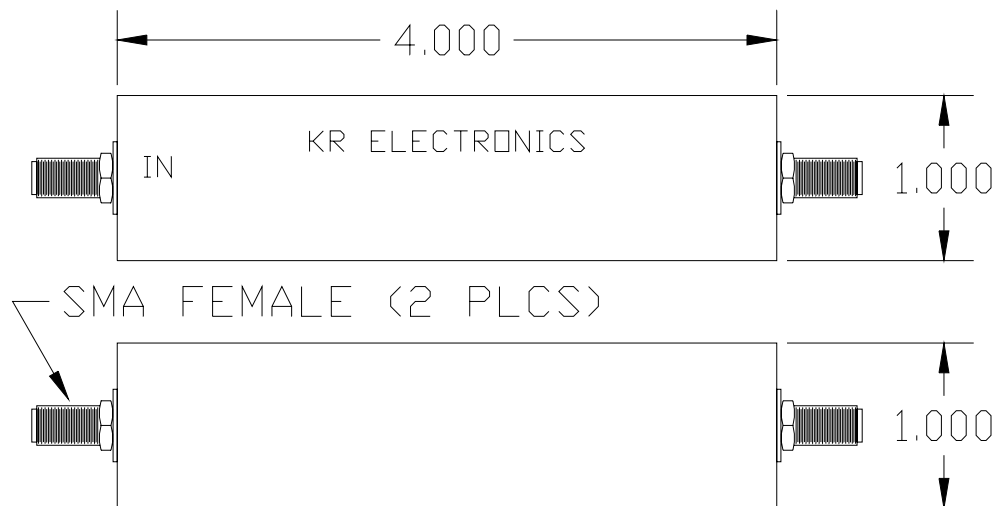 4.000
KR ELECTRONICS
IN
1.000
SMA FEMALE (2 PLCS)
1.000